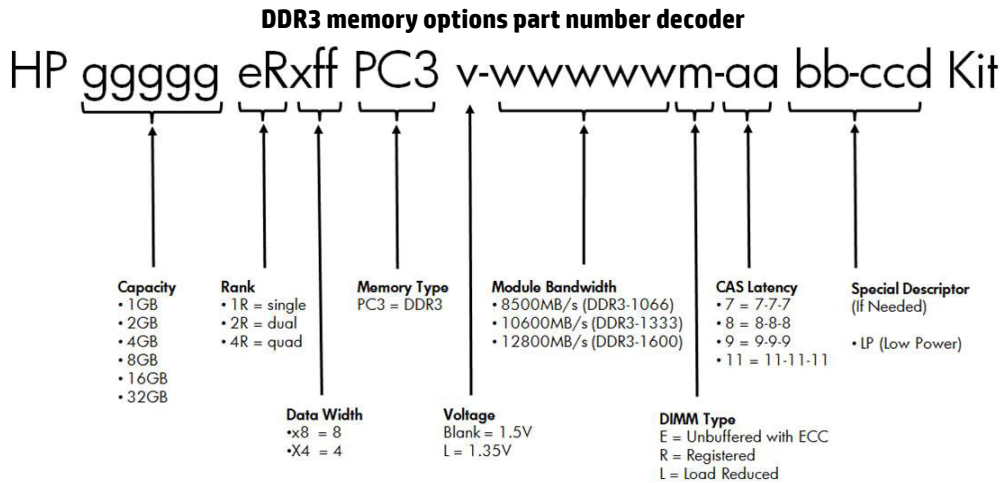 DDR3 memory options part number decoder
HP ggggg eRxff PC3 v-wwwwwm-aa bb-ccd Kit
Capacity
• 1GB
• 2GB
• 4GB
• 8GB
• 16GB
• 32GB
Rank
• 1R = single
• 2R = dual
• 4R = quad
Memory Type
PC3 = DDR3
Module Bandwidth
• 8500MB/s (DDR3-1066)
• 10600MB/s (DDR3-1333)
• 12800MB/s (DDR3-1600)
CAS Latency
• 7 = 7-7-7
• 8 = 8-8-8
• 9 = 9-9-9
• 11 = 11-11-11
Special Descriptor
(If Needed)
• LP (Low Power)
Data Width
•x8 = 8
•X4 = 4
Voltage
Blank = 1.5V
L = 1.35V
DIMM Type
E = Unbuffered with ECC
R = Registered
L = Load Reduced